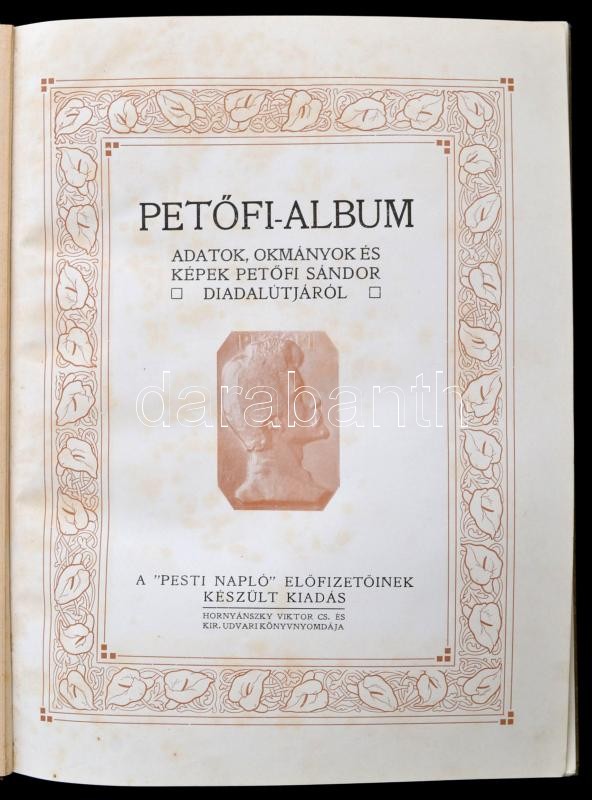 PETŐFI-ALBUM
ADATOK, OKMÁNYOK ÉS
KÉPEK PETŐFI SÁNDOR
DIADALÚTJÁRÓL
darabanth
A "PESTI NAPLÓ" ELŐFIZETŐINEK
KÉSZÜLT KIADÁS
HORNYÁNSZKY VIKTOR CS. ÉS
KIR. UDVARI KÖNYVNYOMDÁJA